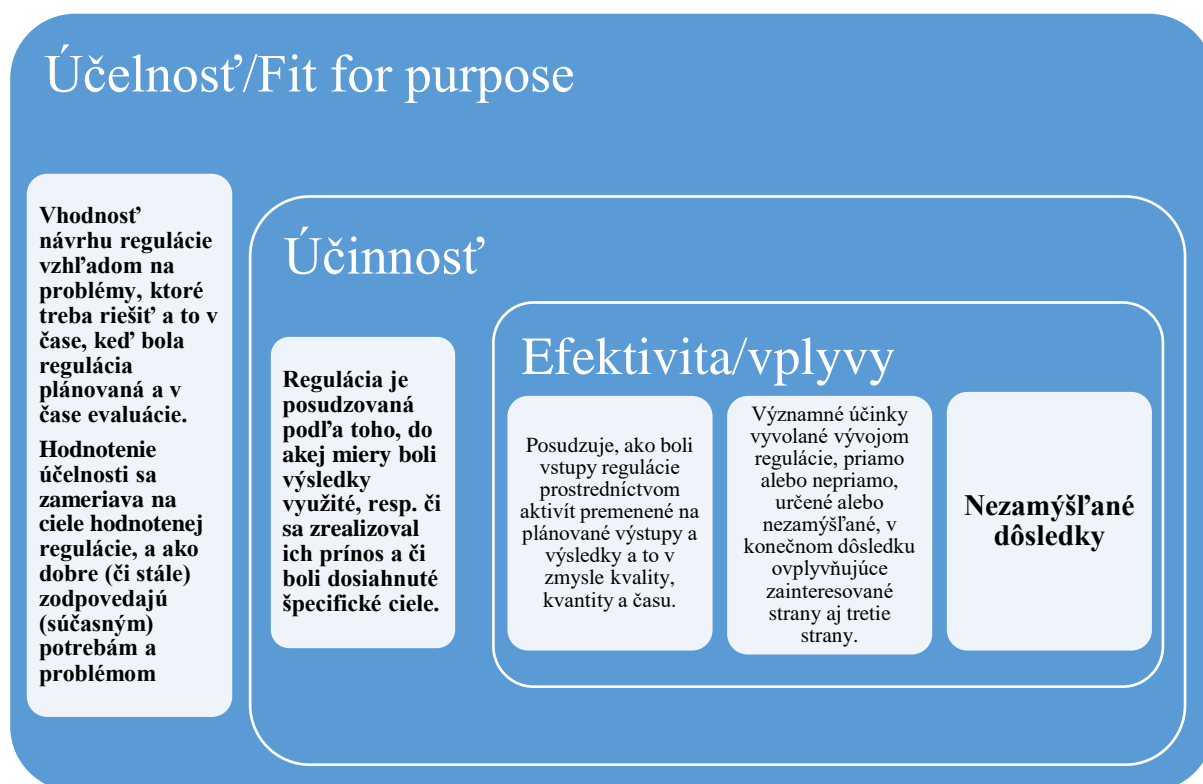 Účelnosť/Fit for purpose
Vhodnosť
návrhu regulácie
vzhľadom na
problémy, ktoré
treba riešiť a to v
čase, keď bola
regulácia
plánovaná a v
čase evaluácie.
Hodnotenie
účelnosti sa
zameriava na
ciele hodnotenej
regulácie, a ako
dobre (či stále)
zodpovedajú
(súčasným)
potrebám a
problémom
Účinnosť
Regulácia je
posudzovaná
podľa toho, do
akej miery boli
výsledky
využité, resp. či
sa zrealizoval
ich prínos a či
boli dosiahnuté
špecifické ciele.
Efektivita/vplyvy
Posudzuje, ako boli
vstupy regulácie
prostredníctvom
aktivít premenené na
plánované výstupy a
výsledky a to v
zmysle kvality,
kvantity a času.
Významné účinky
vyvolané vývojom
regulácie, priamo
alebo nepriamo,
určené alebo
nezamýšľané, v
konečnom dôsledku
ovplyvňujúce
zainteresované
strany aj tretie
strany.
Nezamýšľané
dôsledky